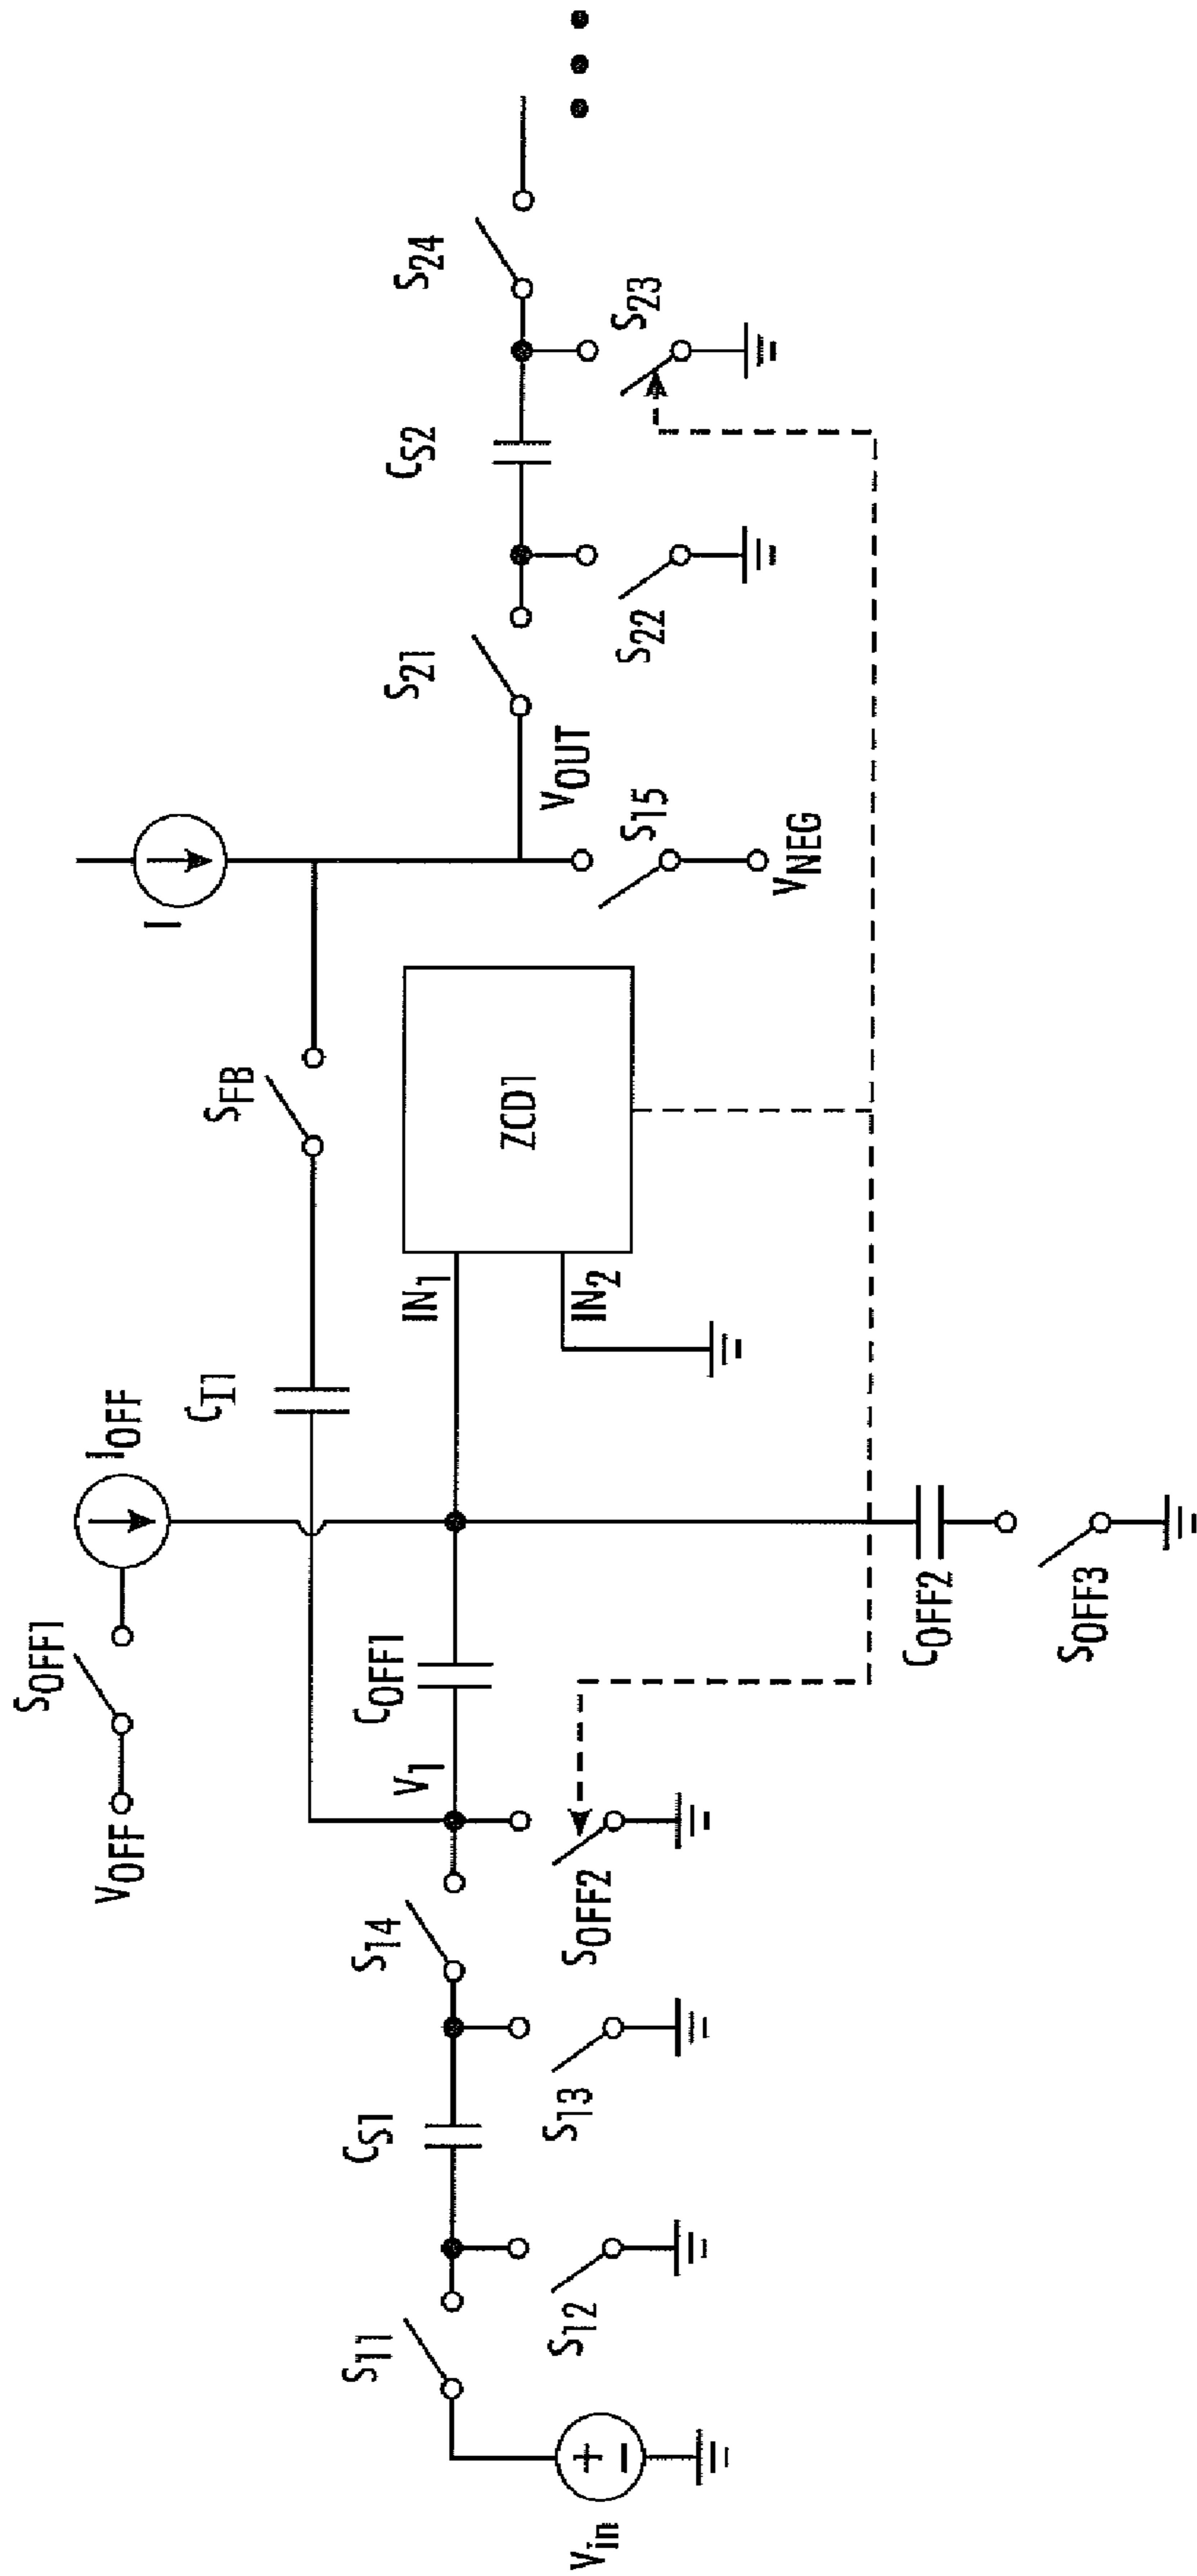 V_OFF
S_OFF1
I_OFF
I
C_I1
S_FB
S_11
C_S1
S_14
V_1
C_OFF1
IN_1
ZCD1
S_21
C_S2
S_24
V_in
+
−
S_12
S_13
S_OFF2
IN_2
V_OUT
S_15
S_22
S_23
V_NEG
C_OFF2
S_OFF3